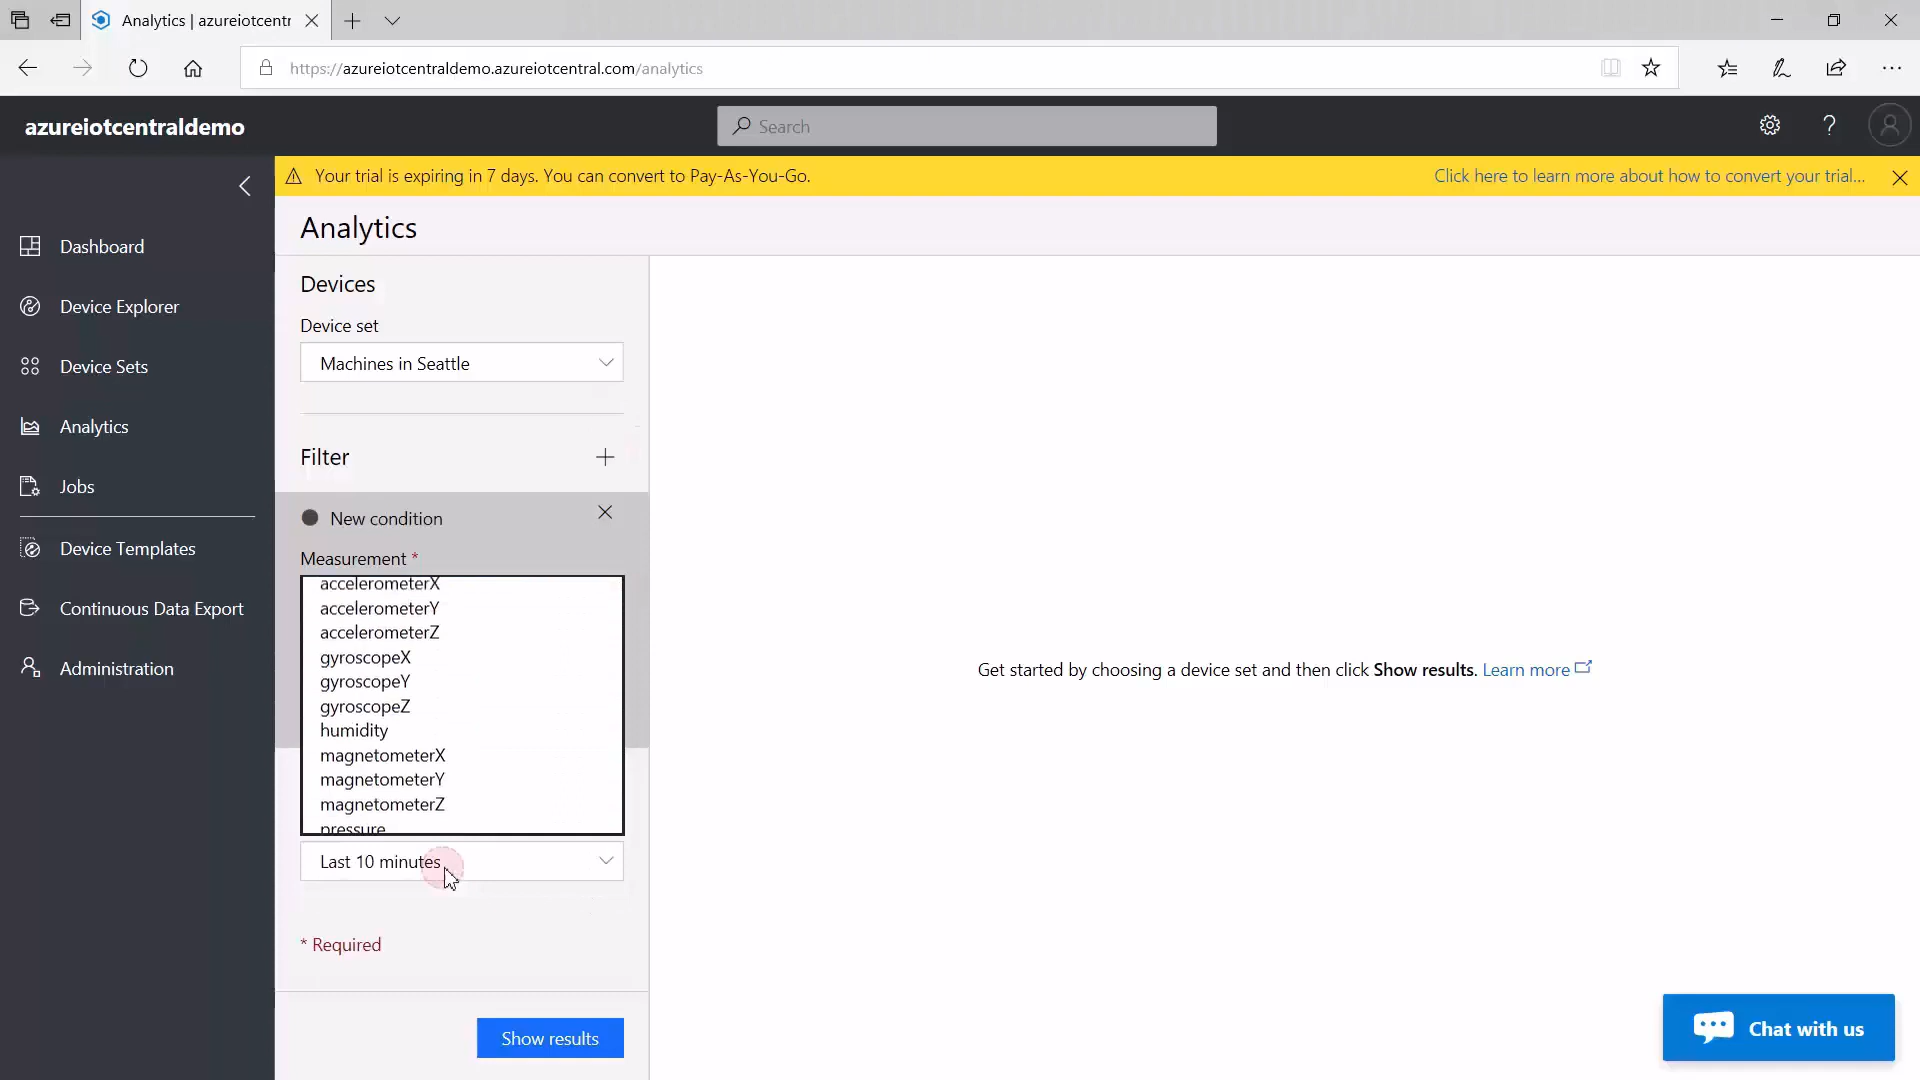 Analytics | azureiotcentr
https://azureiotcentraldemo.azureiotcentral.com/analytics
azureiotcentraldemo
Search
?
Your trial is expiring in 7 days. You can convert to Pay-As-You-Go.
Click here to learn more about how to convert your trial...
Analytics
Dashboard
Device Explorer
Device Sets
Analytics
Jobs
Device Templates
Continuous Data Export
Administration
Devices
Device set
Machines in Seattle
Filter
New condition
Measurement *
accelerometerX
accelerometerY
accelerometerZ
gyroscopeX
gyroscopeY
gyroscopeZ
humidity
magnetometerX
magnetometerY
magnetometerZ
pressure
Last 10 minutes
* Required
Show results
Get started by choosing a device set and then click Show results. Learn more
Chat with us